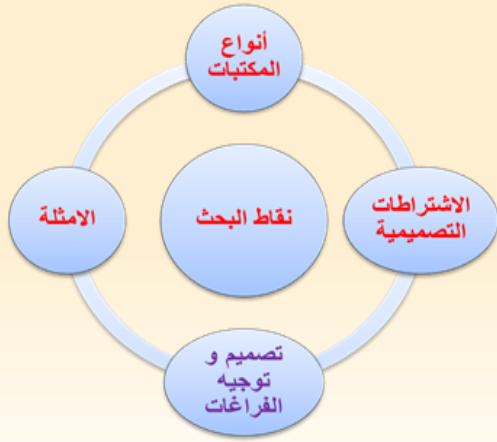 أنواع
المكتبات
الاشتراطات
التصميمية
نقاط البحث
الامثلة
تصميم و
توجيه
الفراغات